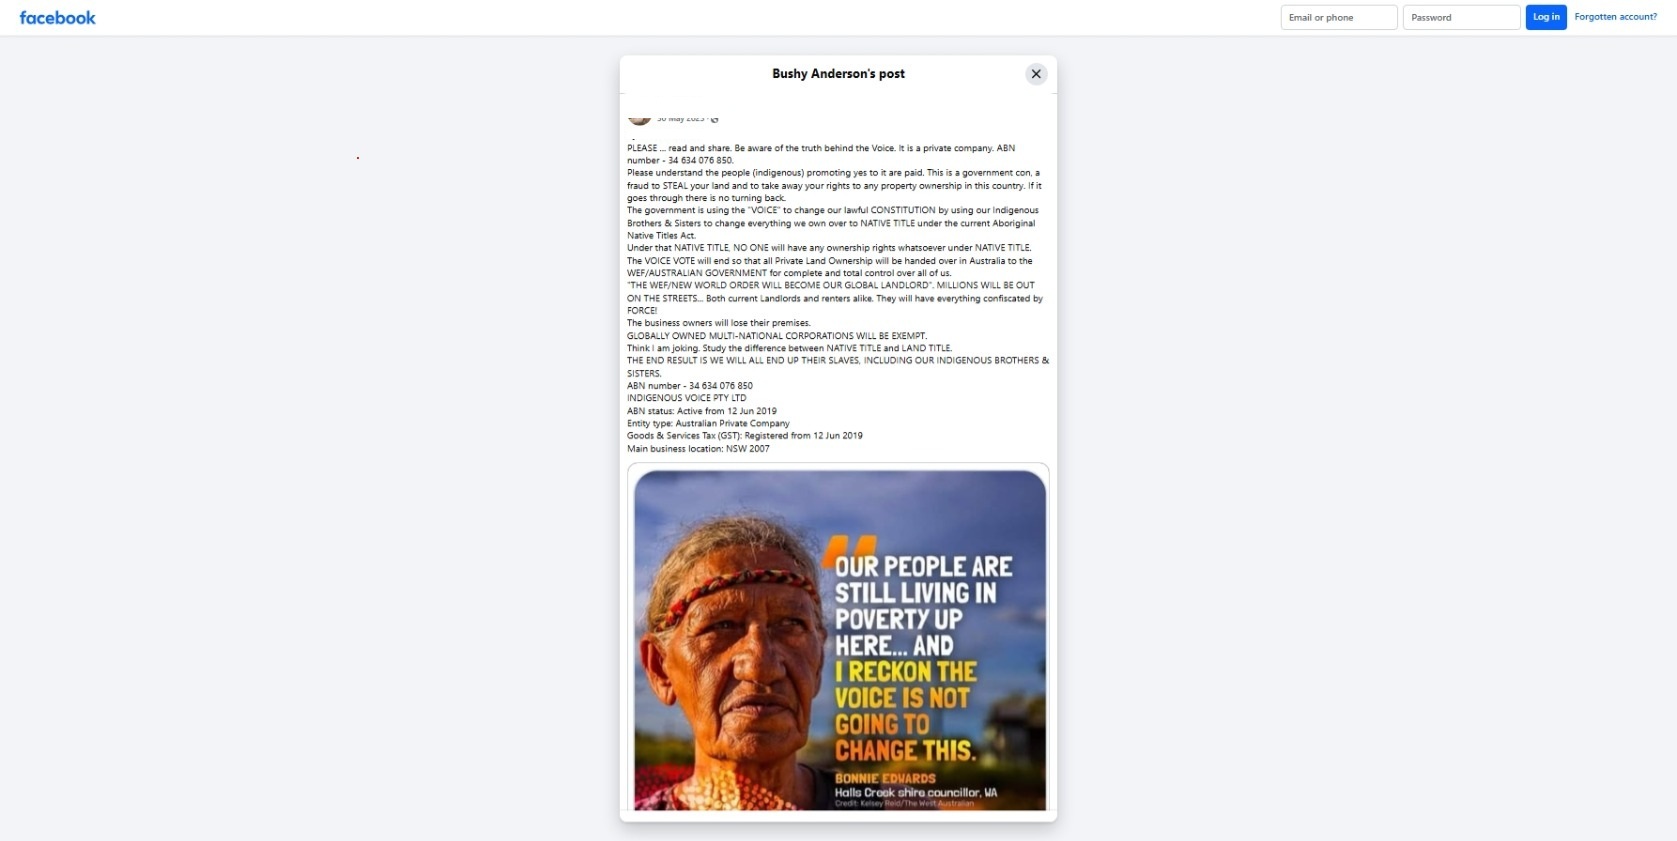 facebook
Email or phone
Password
Log in
Forgotten account?
Bushy Anderson's post
30 May 2023
PLEASE ... read and share. Be aware of the truth behind the Voice. It is a private company. ABN
number - 34 634 076 850.
Please understand the people (indigenous) promoting yes to it are paid. This is a government con, a
fraud to STEAL your land and to take away your rights to any property ownership in this country. If it
goes through there is no turning back.
The government is using the "VOICE" to change our lawful CONSTITUTION by using our Indigenous
Brothers & Sisters to change everything we own over to NATIVE TITLE under the current Aboriginal
Native Titles Act.
Under that NATIVE TITLE, NO ONE will have any ownership rights whatsoever under NATIVE TITLE.
The VOICE VOTE will end so that all Private Land Ownership will be handed over in Australia to the
WEF/AUSTRALIAN GOVERNMENT for complete and total control over all of us.
"THE WEF/NEW WORLD ORDER WILL BECOME OUR GLOBAL LANDLORD". MILLIONS WILL BE OUT
ON THE STREETS... Both current Landlords and renters alike. They will have everything confiscated by
FORCE!
The business owners will lose their premises.
GLOBALLY OWNED MULTI-NATIONAL CORPORATIONS WILL BE EXEMPT.
Think I am joking. Study the difference between NATIVE TITLE and LAND TITLE.
THE END RESULT IS WE WILL ALL END UP THEIR SLAVES, INCLUDING OUR INDIGENOUS BROTHERS &
SISTERS.
ABN number - 34 634 076 850
INDIGENOUS VOICE PTY LTD
ABN status: Active from 12 Jun 2019
Entity type: Australian Private Company
Goods & Services Tax (GST): Registered from 12 Jun 2019
Main business location: NSW 2007
"OUR PEOPLE ARE
STILL LIVING IN
POVERTY UP
HERE... AND
I RECKON THE
VOICE IS NOT
GOING TO
CHANGE THIS.
BONNIE EDWARDS
Halls Creek shire councillor, WA
Credit: Kelsey Reid/The West Australian